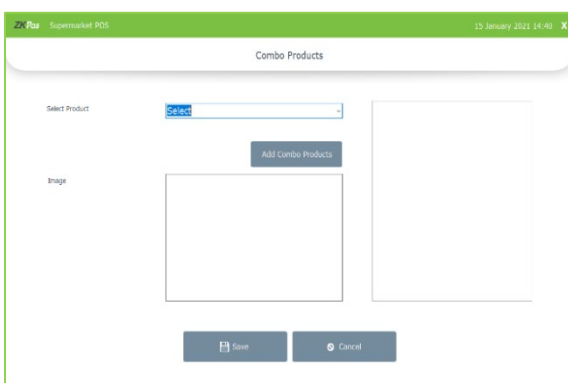 ZKPos Supermarket POS 15 January 2021 14:40 X
Combo Products
Select Product Select
Add Combo Products
Image
Save Cancel